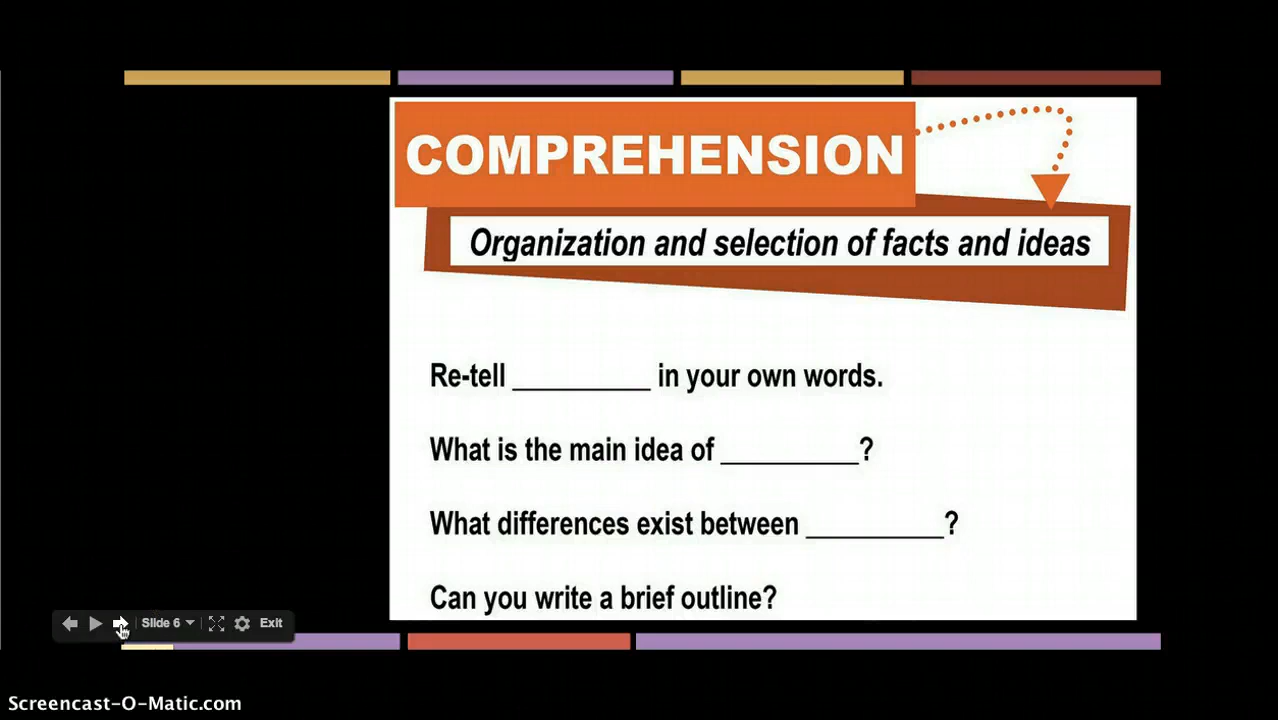 COMPREHENSION
Organization and selection of facts and ideas
Re-tell __________ in your own words.
What is the main idea of __________?
What differences exist between __________?
Can you write a brief outline?
Slide 6
Exit
Screencast-O-Matic.com